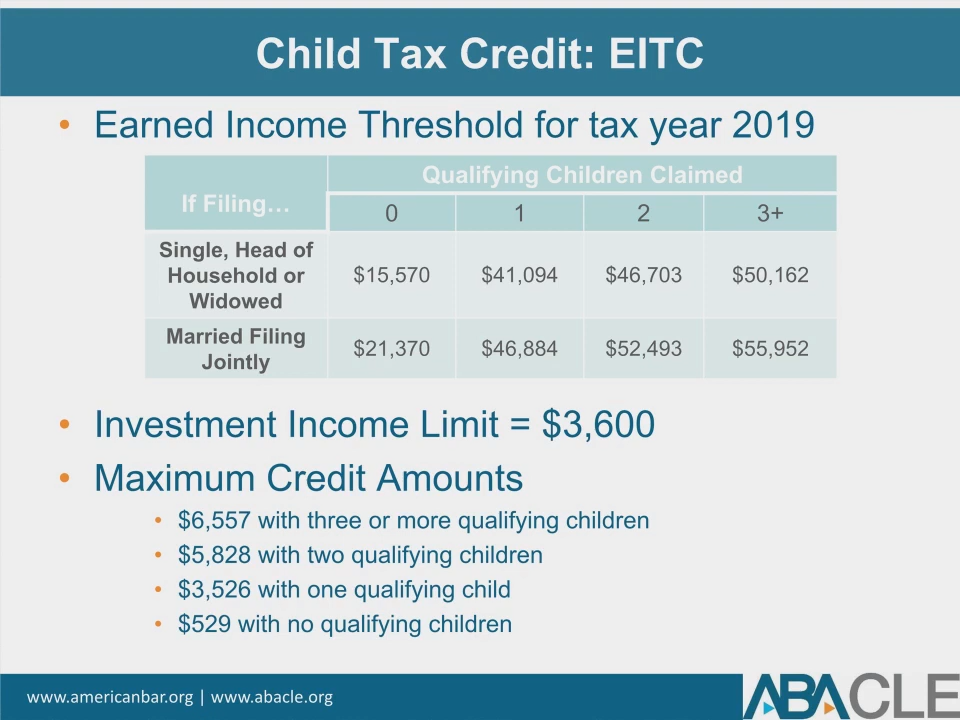 Child Tax Credit: EITC
• Earned Income Threshold for tax year 2019
If Filing…
Qualifying Children Claimed
0 1 2 3+
Single, Head of
Household or
Widowed
$15,570 $41,094 $46,703 $50,162
Married Filing
Jointly
$21,370 $46,884 $52,493 $55,952
• Investment Income Limit = $3,600
• Maximum Credit Amounts
• $6,557 with three or more qualifying children
• $5,828 with two qualifying children
• $3,526 with one qualifying child
• $529 with no qualifying children
www.americanbar.org | www.abacle.org
ABACLE